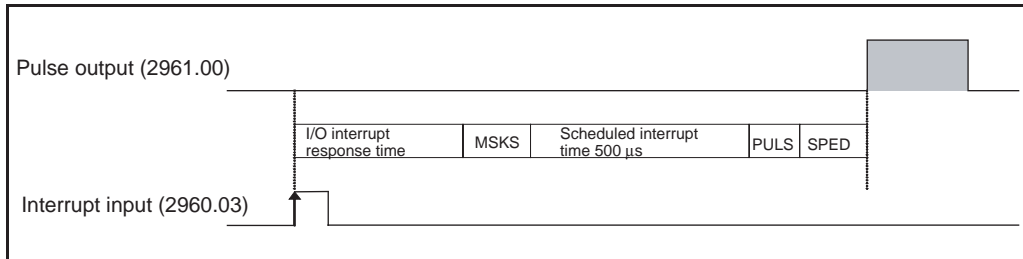 Pulse output (2961.00)
I/O interrupt
response time
MSKS
Scheduled interrupt
time 500 μs
PULS
SPED
Interrupt input (2960.03)